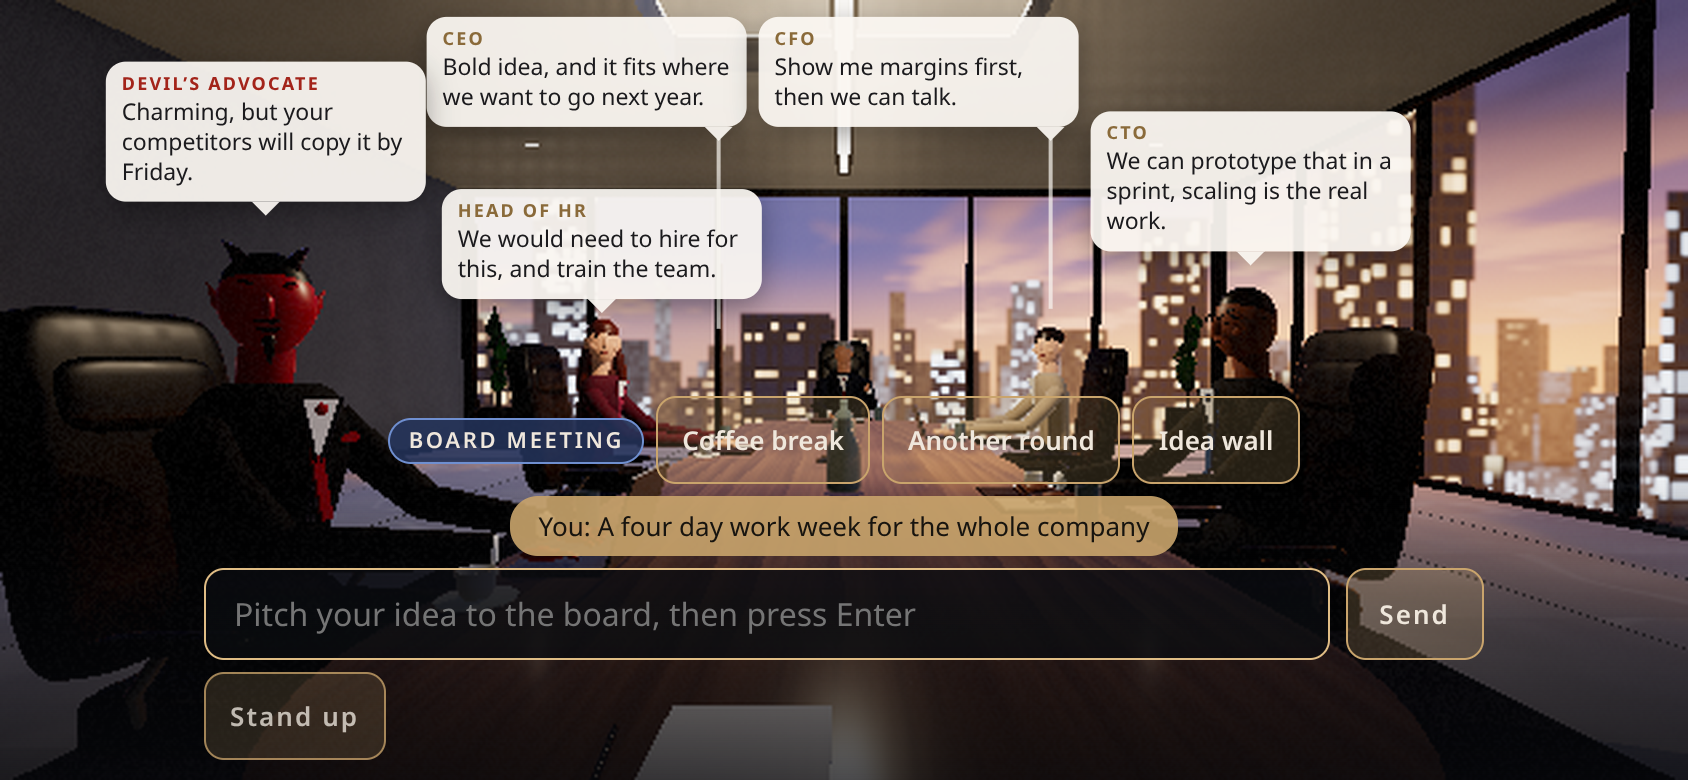 DEVIL’S ADVOCATE
Charming, but your
competitors will copy it by
Friday.
CEO
Bold idea, and it fits where
we want to go next year.
CFO
Show me margins first,
then we can talk.
CTO
We can prototype that in a
sprint, scaling is the real
work.
HEAD OF HR
We would need to hire for
this, and train the team.
BOARD MEETING
Coffee break
Another round
Idea wall
You: A four day work week for the whole company
Pitch your idea to the board, then press Enter
Send
Stand up